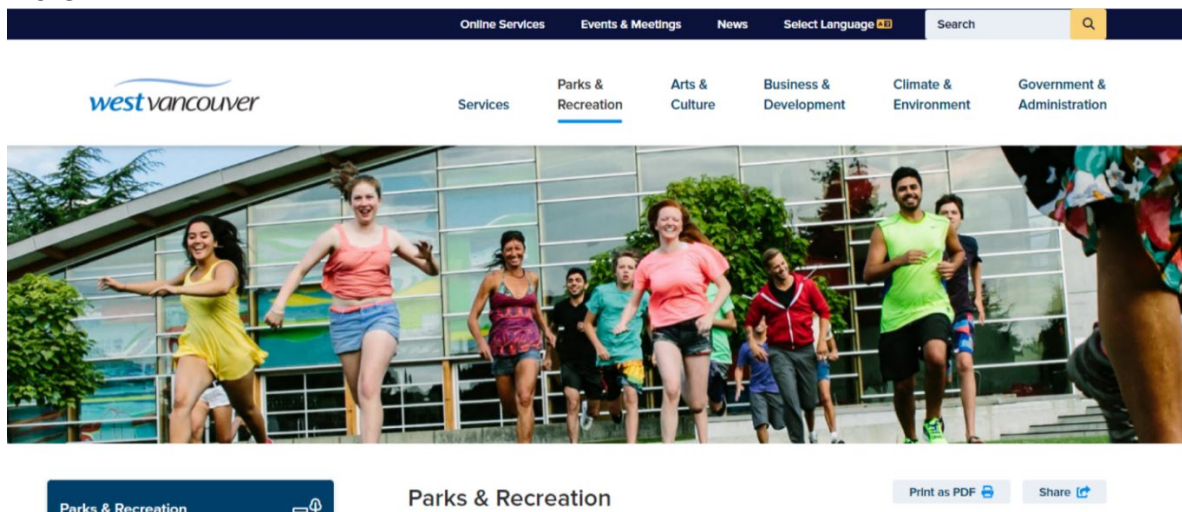 Online Services Events & Meetings News Select Language Search
west vancouver
Services
Parks &
Recreation
Arts &
Culture
Business &
Development
Climate &
Environment
Government &
Administration
Parks & Recreation
Parks & Recreation
Print as PDF Share